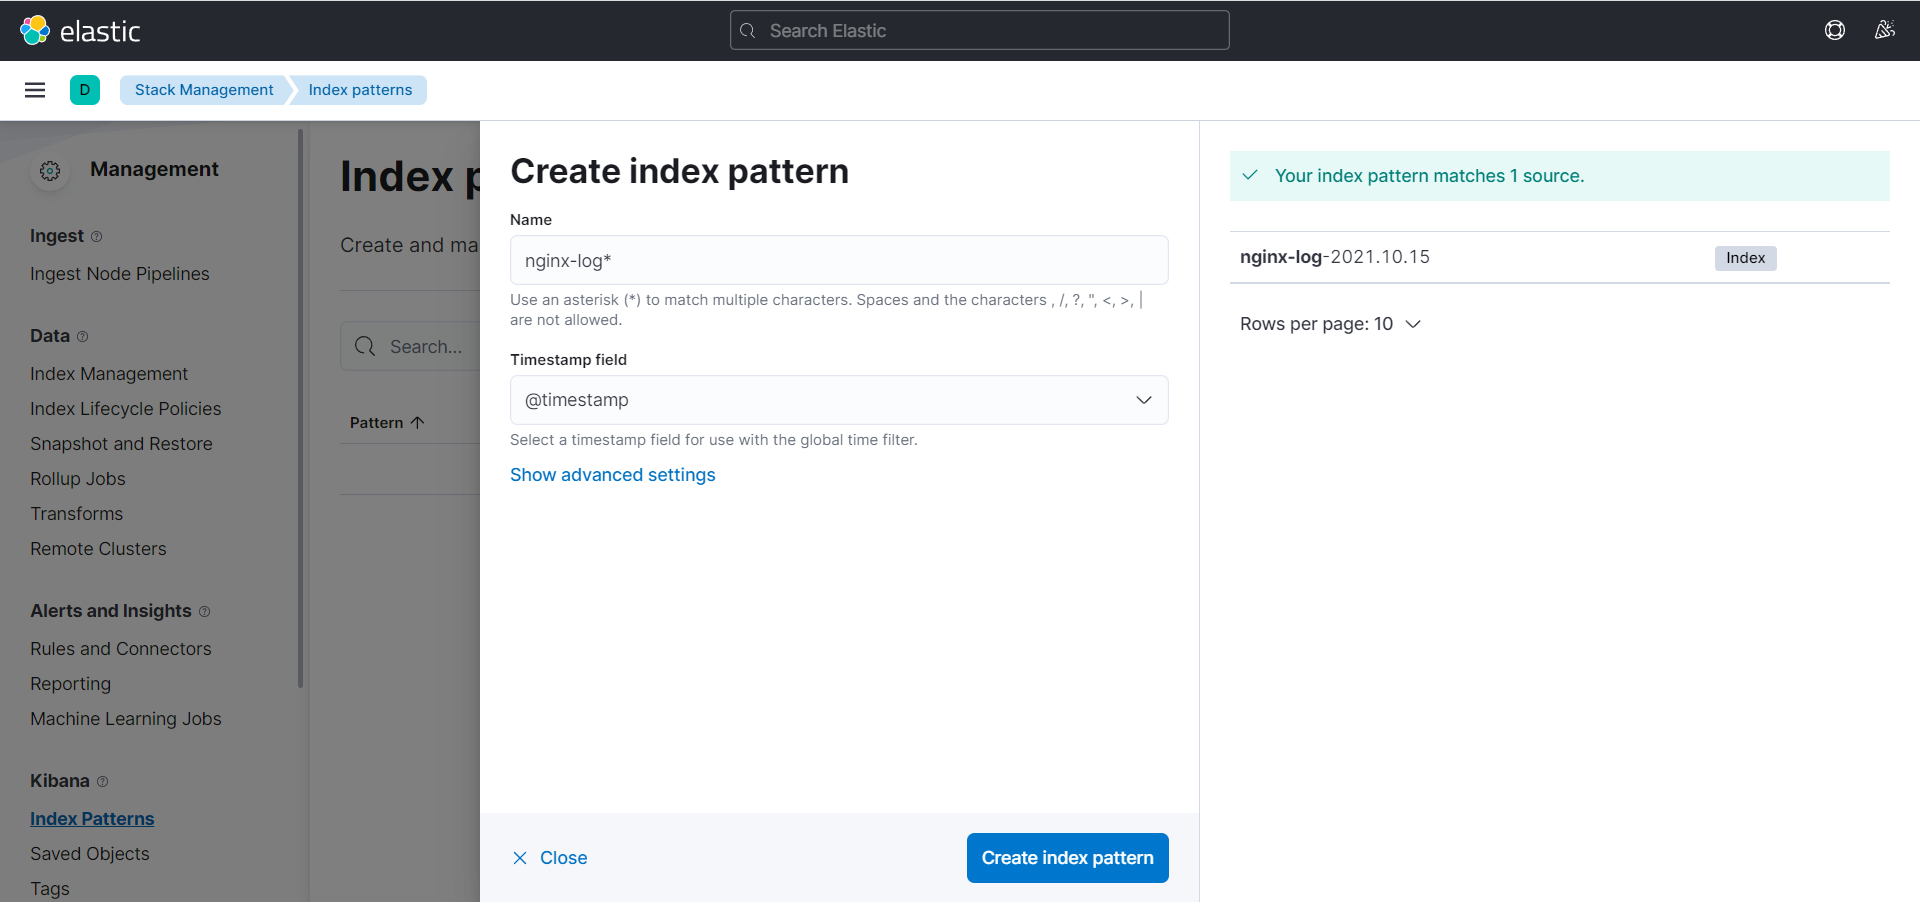 elastic
Search Elastic
D
Stack Management
Index patterns
Management
Ingest
Ingest Node Pipelines
Data
Index Management
Index Lifecycle Policies
Snapshot and Restore
Rollup Jobs
Transforms
Remote Clusters
Alerts and Insights
Rules and Connectors
Reporting
Machine Learning Jobs
Kibana
Index Patterns
Saved Objects
Tags
Index p
Create and ma
Search...
Pattern
Create index pattern
Name
nginx-log*
Use an asterisk (*) to match multiple characters. Spaces and the characters , /, ?, ", <, >, |
are not allowed.
Timestamp field
@timestamp
Select a timestamp field for use with the global time filter.
Show advanced settings
Close
Create index pattern
Your index pattern matches 1 source.
nginx-log-2021.10.15
Index
Rows per page: 10